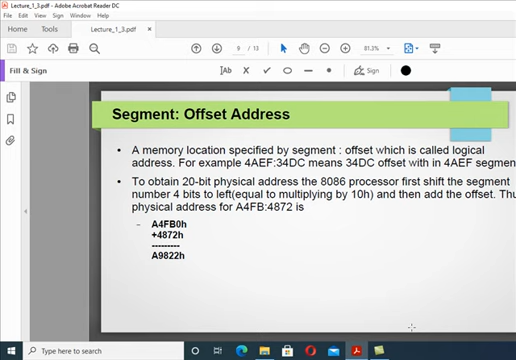 Lecture_1_3.pdf - Adobe Acrobat Reader DC
File Edit View Sign Window Help
Home Tools Lecture_1_3.pdf ×
9 / 13 81.3%
Fill & Sign Ab Sign
Segment: Offset Address
• A memory location specified by segment : offset which is called logical
address. For example 4AEF:34DC means 34DC offset with in 4AEF segmen
• To obtain 20-bit physical address the 8086 processor first shift the segment
number 4 bits to left(equal to multiplying by 10h) and then add the offset. Thu
physical address for A4FB:4872 is
– A4FB0h
+4872h
---------
A9822h
Type here to search